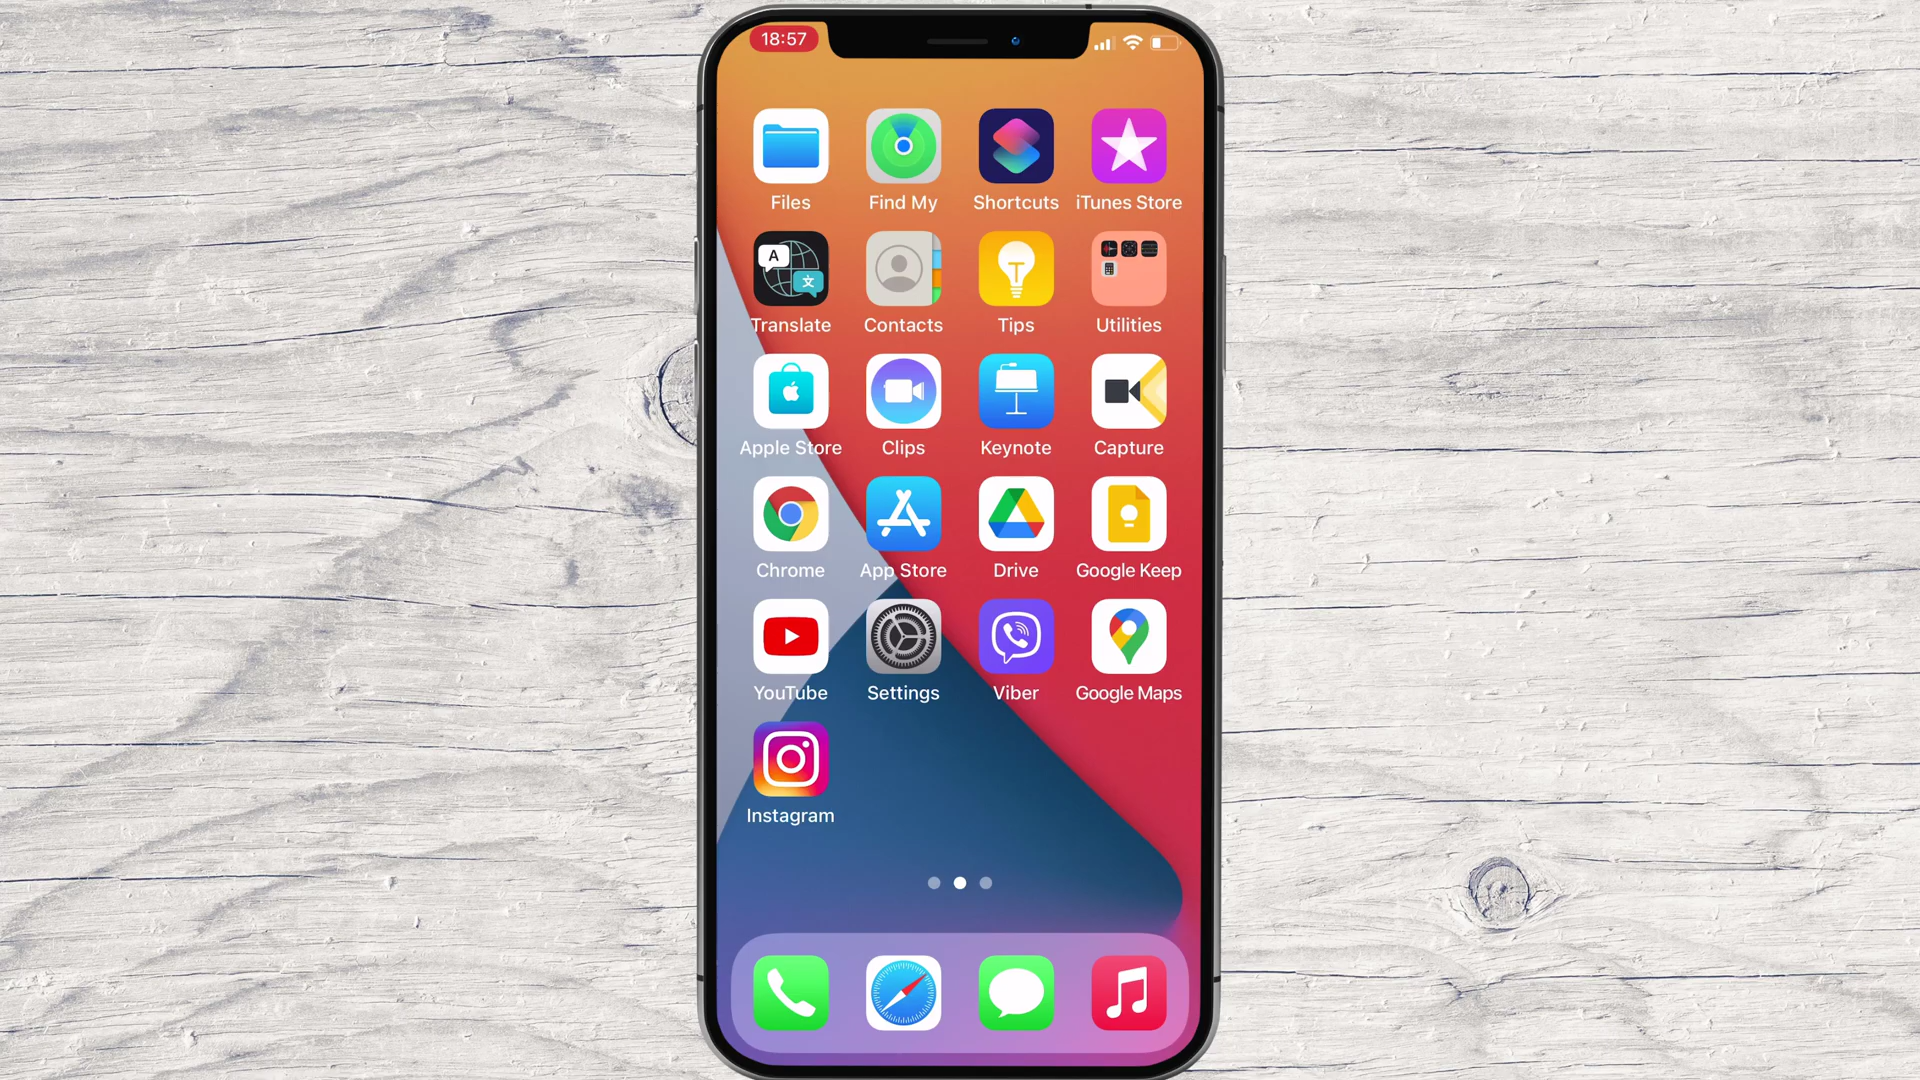 18:57
Files Find My Shortcuts iTunes Store
A 文
Translate Contacts Tips Utilities
Apple Store Clips Keynote Capture
Chrome App Store Drive Google Keep
YouTube Settings Viber Google Maps
Instagram